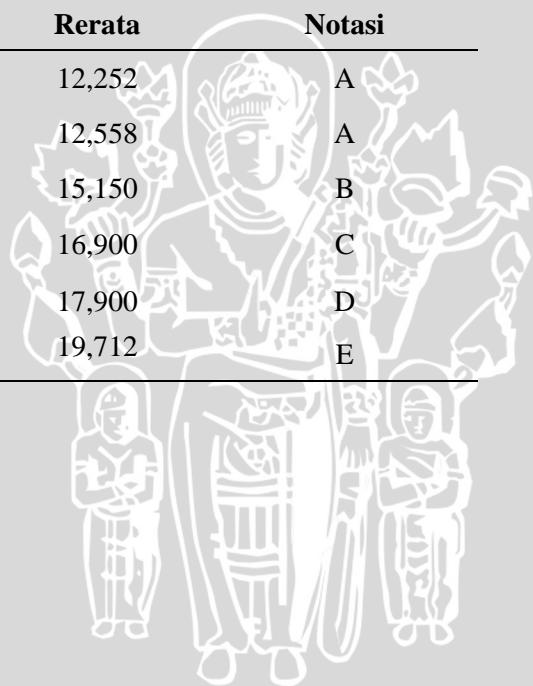 Rerata Notasi
12,252 A
12,558 A
15,150 B
16,900 C
17,900 D
19,712 E